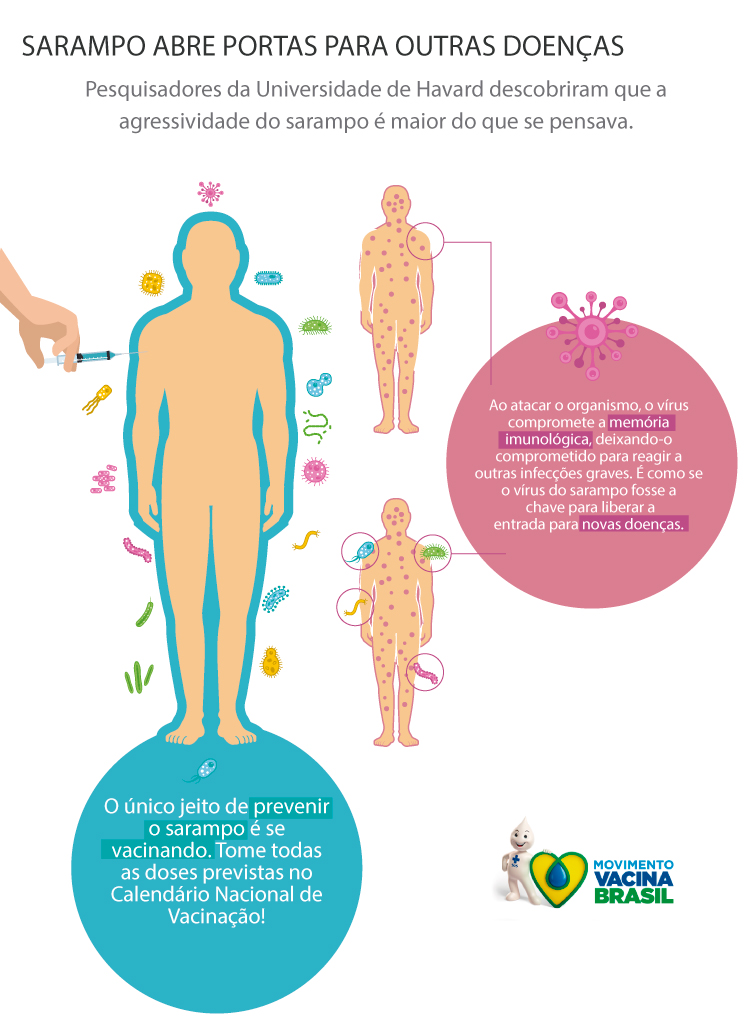 SARAMPO ABRE PORTAS PARA OUTRAS DOENÇAS
Pesquisadores da Universidade de Havard descobriram que a
agressividade do sarampo é maior do que se pensava.
Ao atacar o organismo, o vírus
compromete a memória
imunológica, deixando-o
comprometido para reagir a
outras infecções graves. É como se
o vírus do sarampo fosse a
chave para liberar a
entrada para novas doenças.
O único jeito de prevenir
o sarampo é se
vacinando. Tome todas
as doses previstas no
Calendário Nacional de
Vacinação!
MOVIMENTO
VACINA
BRASIL